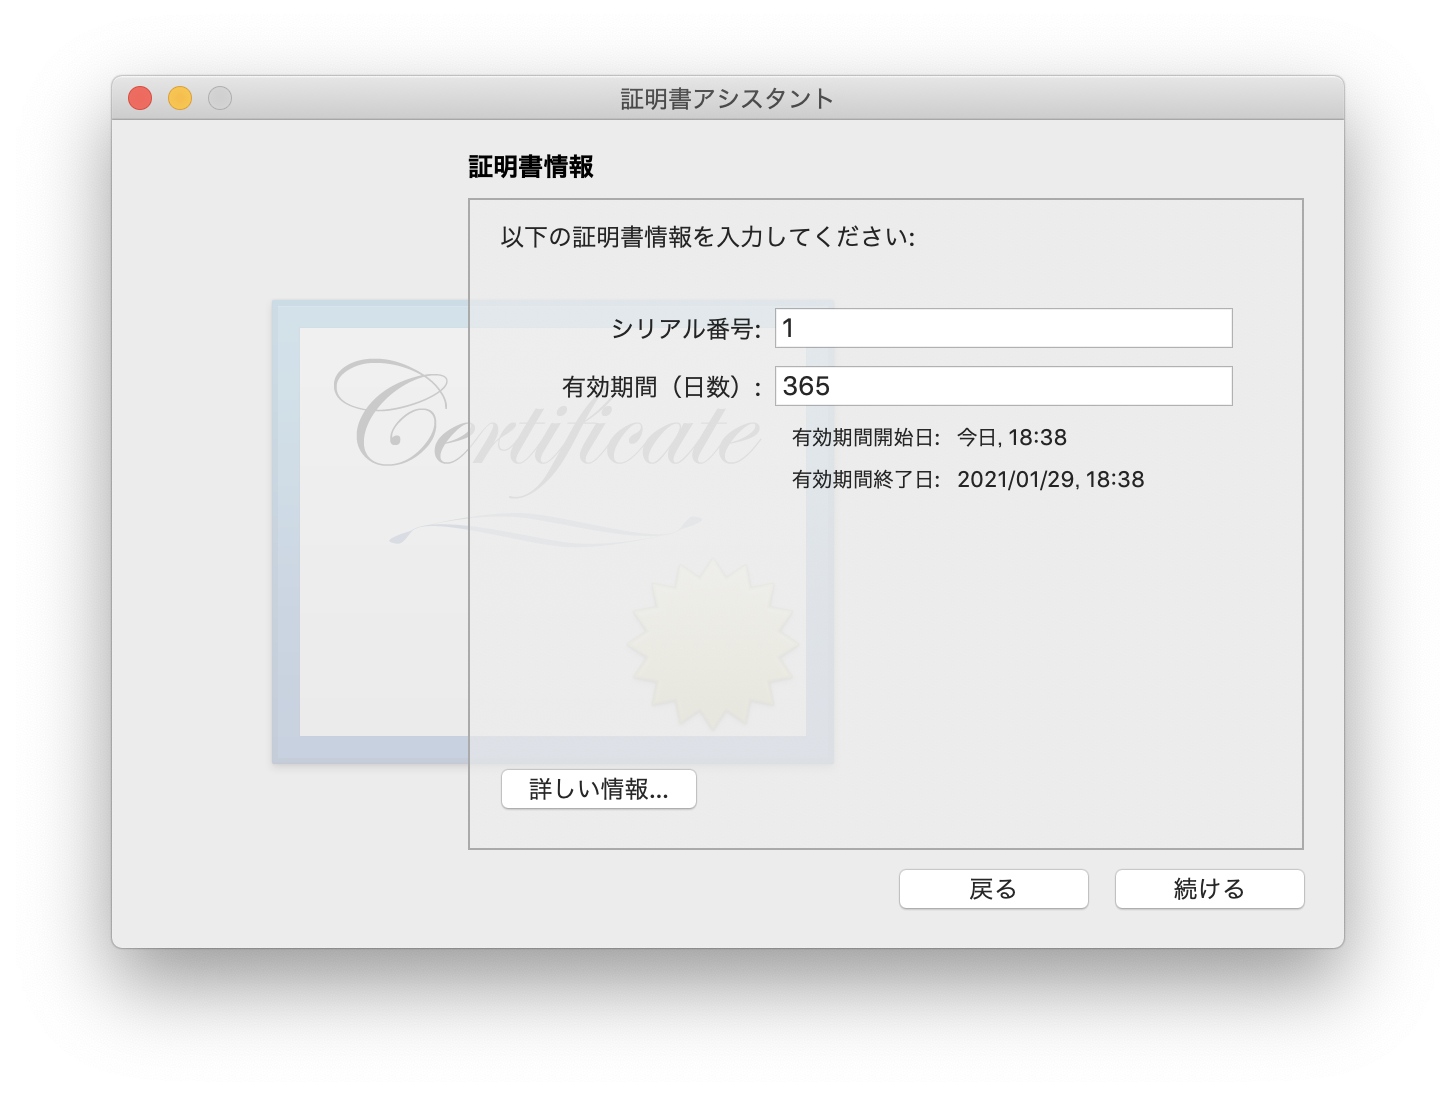 証明書アシスタント
証明書情報
以下の証明書情報を入力してください:
シリアル番号: 1
有効期間（日数）: 365
有効期間開始日: 今日, 18:38
有効期間終了日: 2021/01/29, 18:38
Certificate
詳しい情報...
戻る
続ける